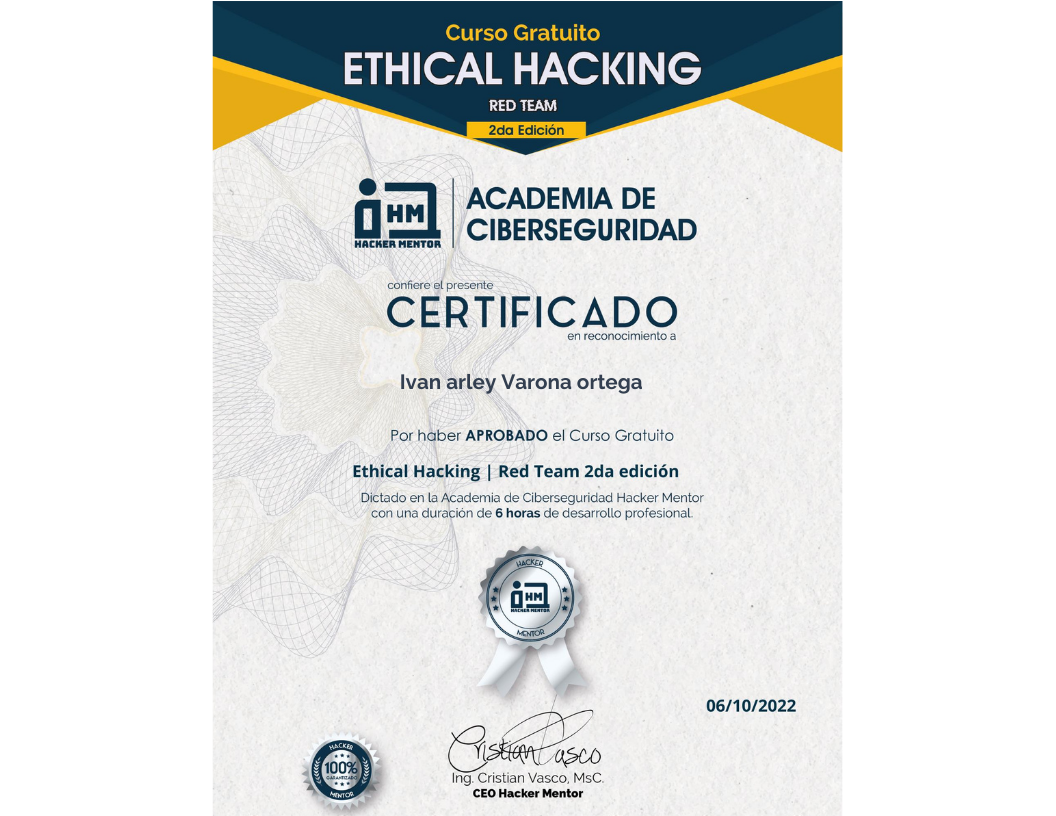 Curso Gratuito
ETHICAL HACKING
RED TEAM
2da Edición
HM
HACKER MENTOR
ACADEMIA DE
CIBERSEGURIDAD
confiere el presente
CERTIFICADO
en reconocimiento a
Ivan arley Varona ortega
Por haber APROBADO el Curso Gratuito
Ethical Hacking | Red Team 2da edición
Dictado en la Academia de Ciberseguridad Hacker Mentor
con una duración de 6 horas de desarrollo profesional.
HACKER
HM
HACKER MENTOR
MENTOR
06/10/2022
Cristian Vasco
Ing. Cristian Vasco, MsC.
CEO Hacker Mentor
HACKER
100%
GARANTIZADO
MENTOR